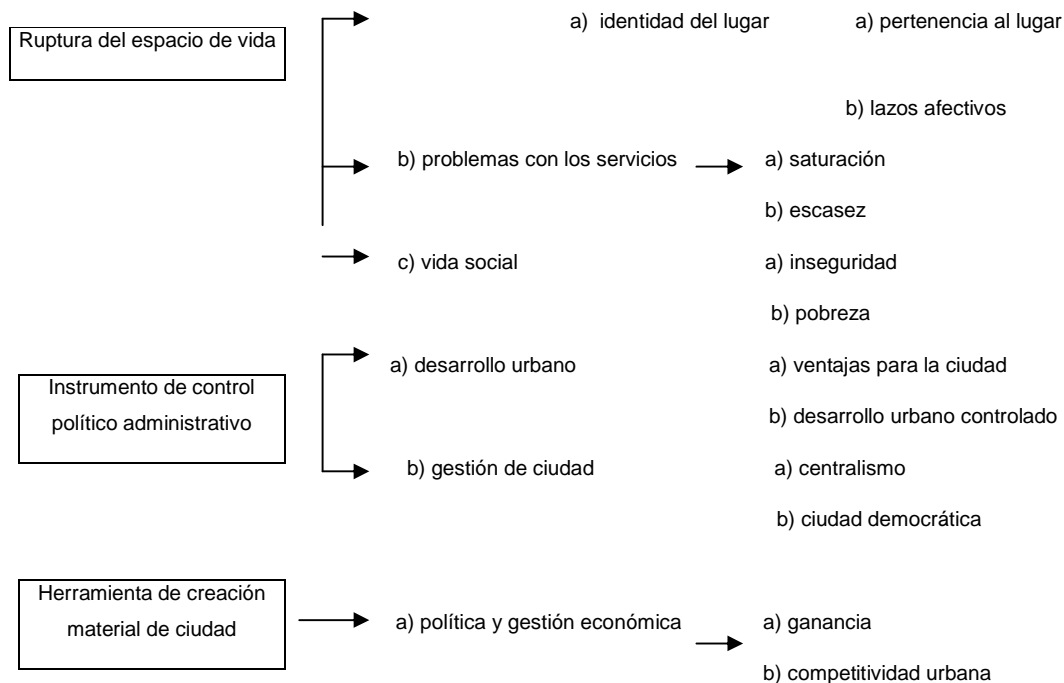 Ruptura del espacio de vida
a) identidad del lugar
a) pertenencia al lugar
b) lazos afectivos
b) problemas con los servicios
a) saturación
b) escasez
c) vida social
a) inseguridad
b) pobreza
Instrumento de control
político administrativo
a) desarrollo urbano
a) ventajas para la ciudad
b) desarrollo urbano controlado
b) gestión de ciudad
a) centralismo
b) ciudad democrática
Herramienta de creación
material de ciudad
a) política y gestión económica
a) ganancia
b) competitividad urbana